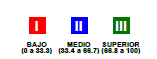 I II III
BAJO MEDIO SUPERIOR
(0 a 33.3) (33.4 a 66.7) (66.8 a 100)